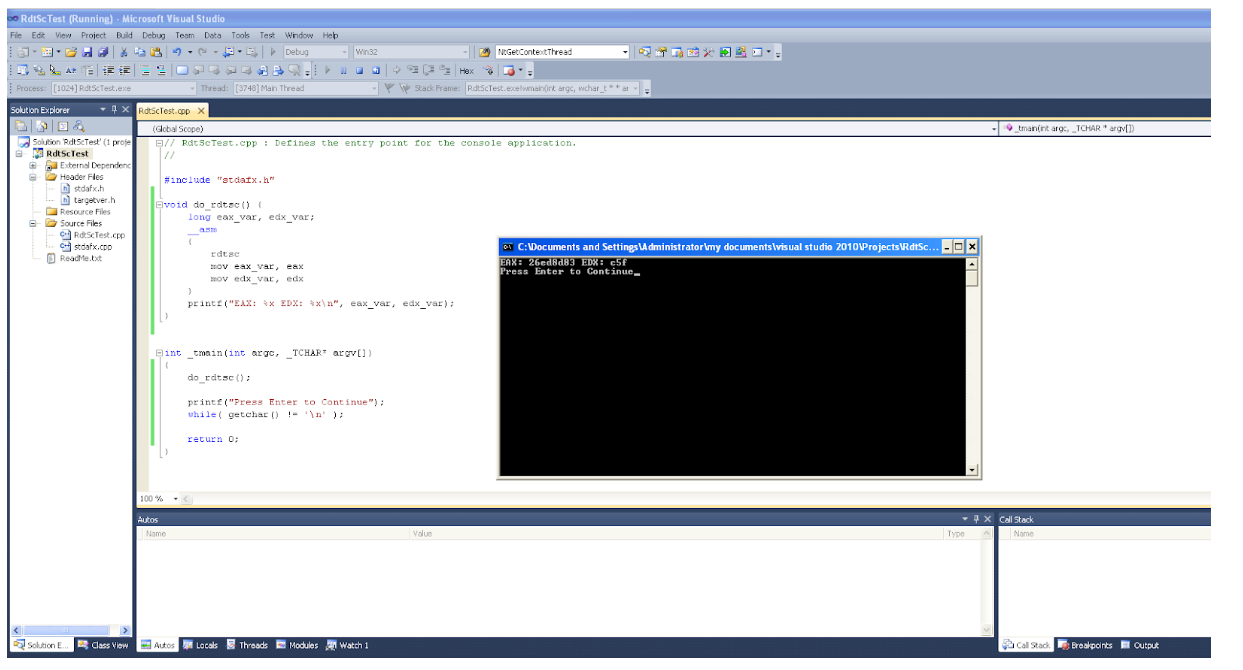 RdtScTest (Running) - Microsoft Visual Studio
File Edit View Project Build Debug Team Data Tools Test Window Help
Debug Win32 NtGetContextThread
Hex
Process: [1024] RdtScTest.exe Thread: [3748] Main Thread Stack Frame: RdtScTest.exe!wmain(int argc, wchar_t * * ar
Solution Explorer
RdtScTest.cpp
(Global Scope)
_tmain(int argc, _TCHAR * argv[])
Solution 'RdtScTest' (1 proje
RdtScTest
External Dependenc
Header Files
stdafx.h
targetver.h
Resource Files
Source Files
RdtScTest.cpp
stdafx.cpp
ReadMe.txt
// RdtScTest.cpp : Defines the entry point for the console application.
//
#include "stdafx.h"
void do_rdtsc() {
long eax_var, edx_var;
__asm
{
rdtsc
mov eax_var, eax
mov edx_var, edx
}
printf("EAX: %x EDX: %x\n", eax_var, edx_var);
}
int _tmain(int argc, _TCHAR* argv[])
{
do_rdtsc();
printf("Press Enter to Continue");
while( getchar() != '\n' );
return 0;
}
C:\Documents and Settings\Administrator\my documents\visual studio 2010\Projects\RdtSc...
EAX: 26ed8d83 EDX: c5f
Press Enter to Continue_
100 %
Autos
Name Value Type
Call Stack
Name
Solution E... Class View
Autos Locals Threads Modules Watch 1
Call Stack Breakpoints Output